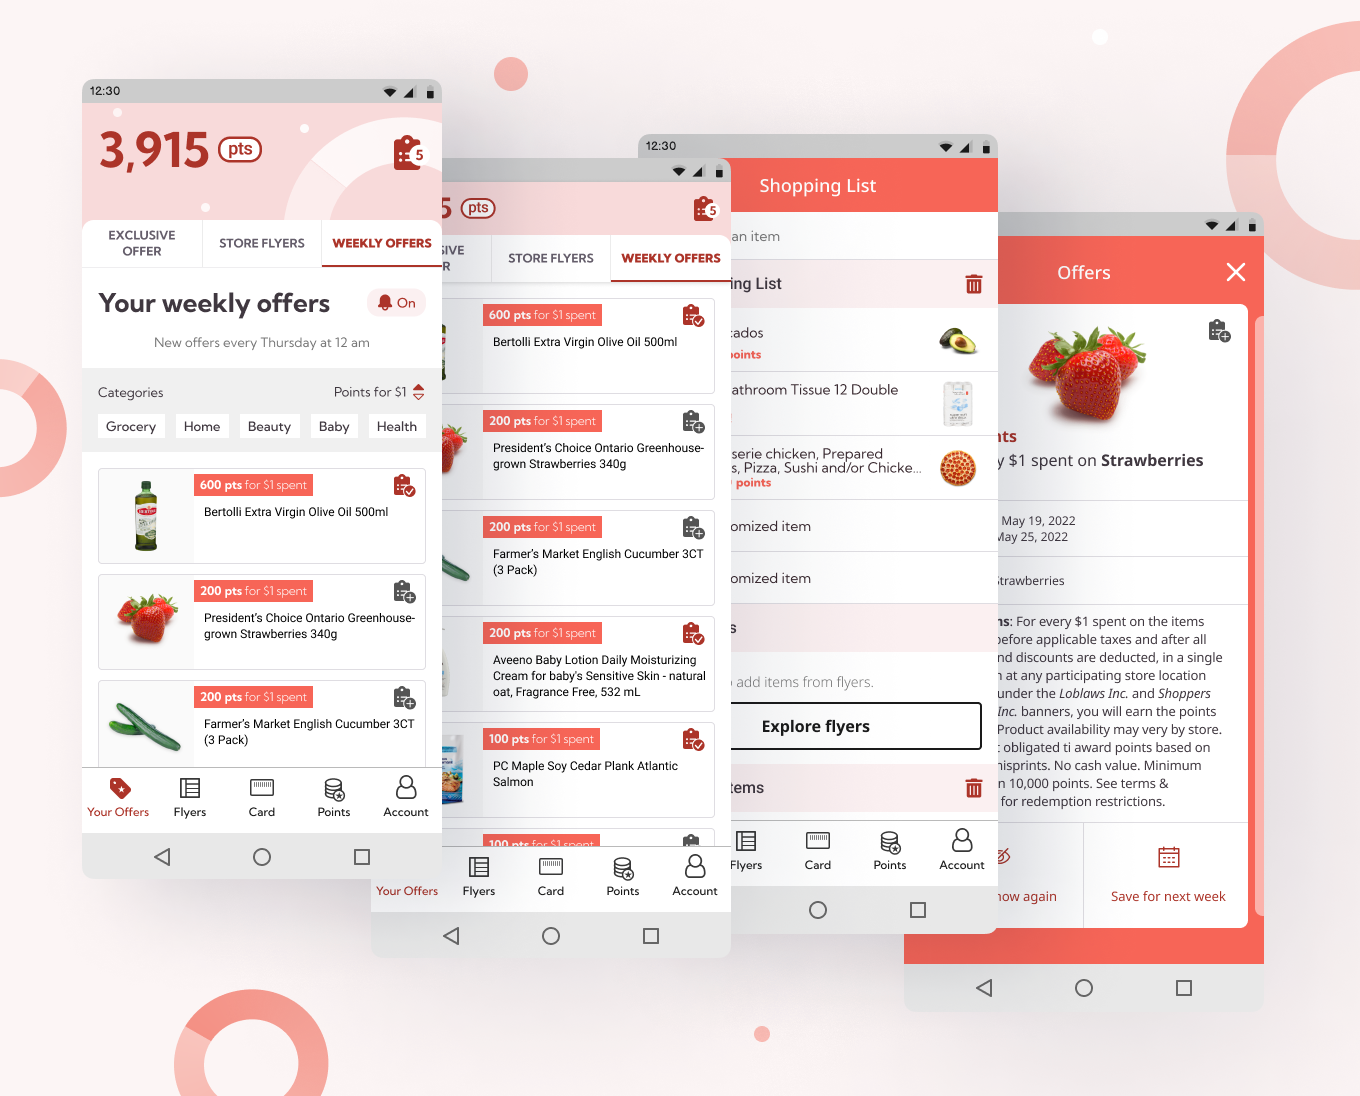 12:30
3,915 pts
5
EXCLUSIVE
OFFER
STORE FLYERS
WEEKLY OFFERS
Your weekly offers
On
New offers every Thursday at 12 am
Categories
Points for $1
Grocery
Home
Beauty
Baby
Health
600 pts for $1 spent
Bertolli Extra Virgin Olive Oil 500ml
200 pts for $1 spent
President's Choice Ontario Greenhouse-
grown Strawberries 340g
200 pts for $1 spent
Farmer's Market English Cucumber 3CT
(3 Pack)
Your Offers
Flyers
Card
Points
Account
5 pts
5
SIVE
R
STORE FLYERS
WEEKLY OFFERS
600 pts for $1 spent
Bertolli Extra Virgin Olive Oil 500ml
200 pts for $1 spent
President's Choice Ontario Greenhouse-
grown Strawberries 340g
200 pts for $1 spent
Farmer's Market English Cucumber 3CT
(3 Pack)
200 pts for $1 spent
Aveeno Baby Lotion Daily Moisturizing
Cream for baby's Sensitive Skin - natural
oat, Fragrance Free, 532 mL
100 pts for $1 spent
PC Maple Soy Cedar Plank Atlantic
Salmon
100 pts for $1 spent
Your Offers
Flyers
Card
Points
Account
12:30
Shopping List
an item
ing List
cados
points
athroom Tissue 12 Double
serie chicken, Prepared
s, Pizza, Sushi and/or Chicke...
points
omized item
omized item
s
add items from flyers.
Explore flyers
tems
Flyers
Card
Points
Account
Offers
nts
y $1 spent on Strawberries
May 19, 2022
May 25, 2022
Strawberries
ns: For every $1 spent on the items
before applicable taxes and after all
nd discounts are deducted, in a single
n at any participating store location
under the Loblaws Inc. and Shoppers
Inc. banners, you will earn the points
Product availability may very by store.
t obligated ti award points based on
misprints. No cash value. Minimum
n 10,000 points. See terms &
for redemption restrictions.
how again
Save for next week